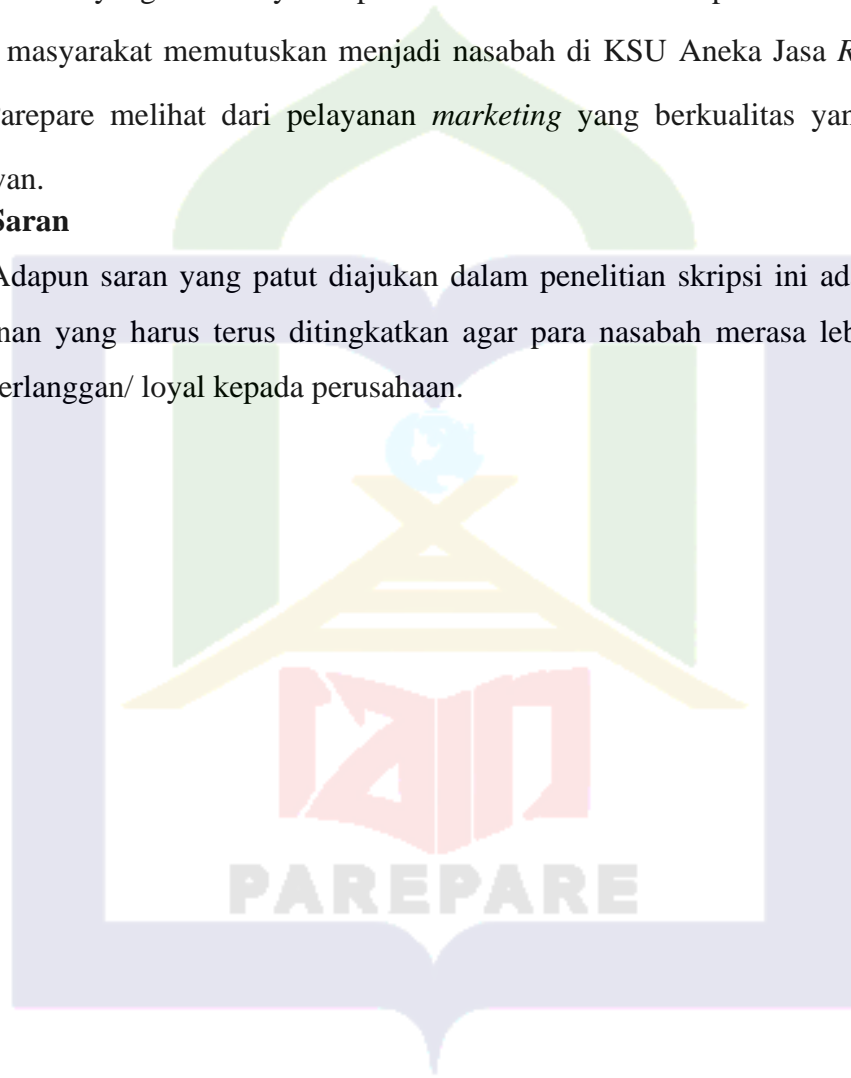 masyarakat memutuskan menjadi nasabah di KSU Aneka Jasa R
arepare melihat dari pelayanan marketing yang berkualitas yan
van.
Saran
Adapun saran yang patut diajukan dalam penelitian skripsi ini ad
nan yang harus terus ditingkatkan agar para nasabah merasa leb
erlanggan/ loyal kepada perusahaan.
iain
PAREPARE